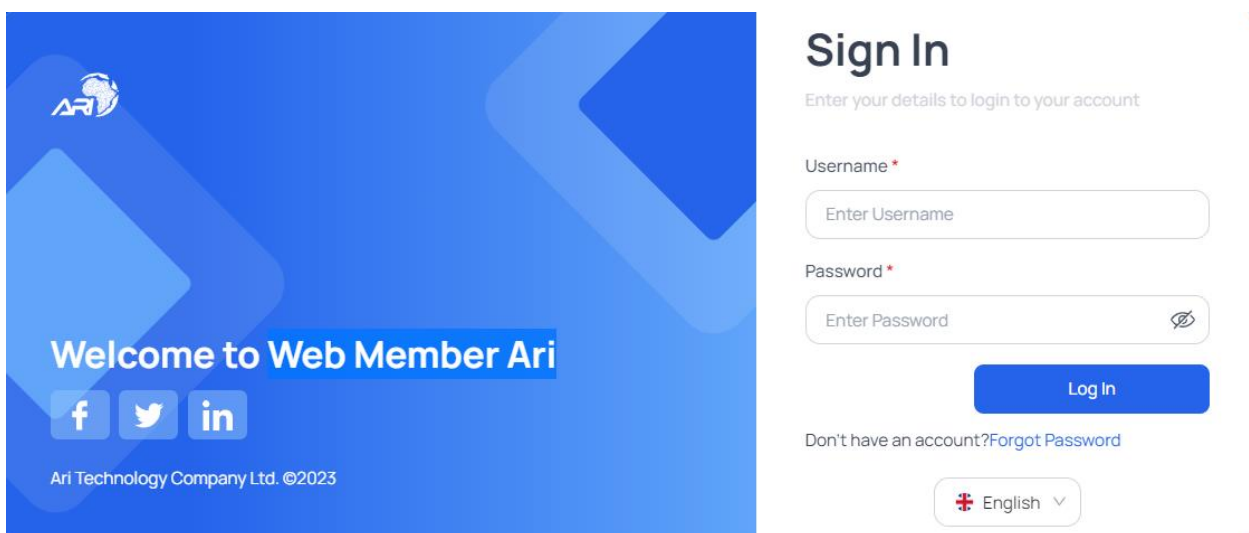 ARI
Welcome to Web Member Ari
Ari Technology Company Ltd. ©2023
Sign In
Enter your details to login to your account
Username *
Enter Username
Password *
Enter Password
Log In
Don't have an account?Forgot Password
English